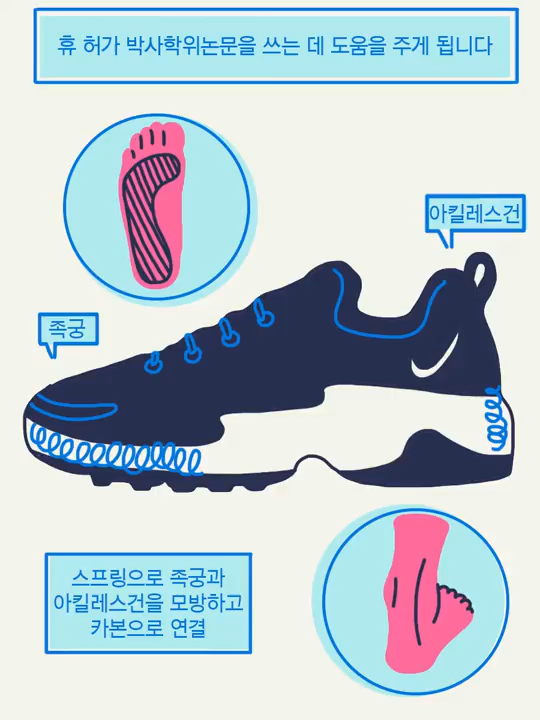 휴 허가 박사학위논문을 쓰는 데 도움을 주게 됩니다
아킬레스건
족궁
스프링으로 족궁과
아킬레스건을 모방하고
카본으로 연결